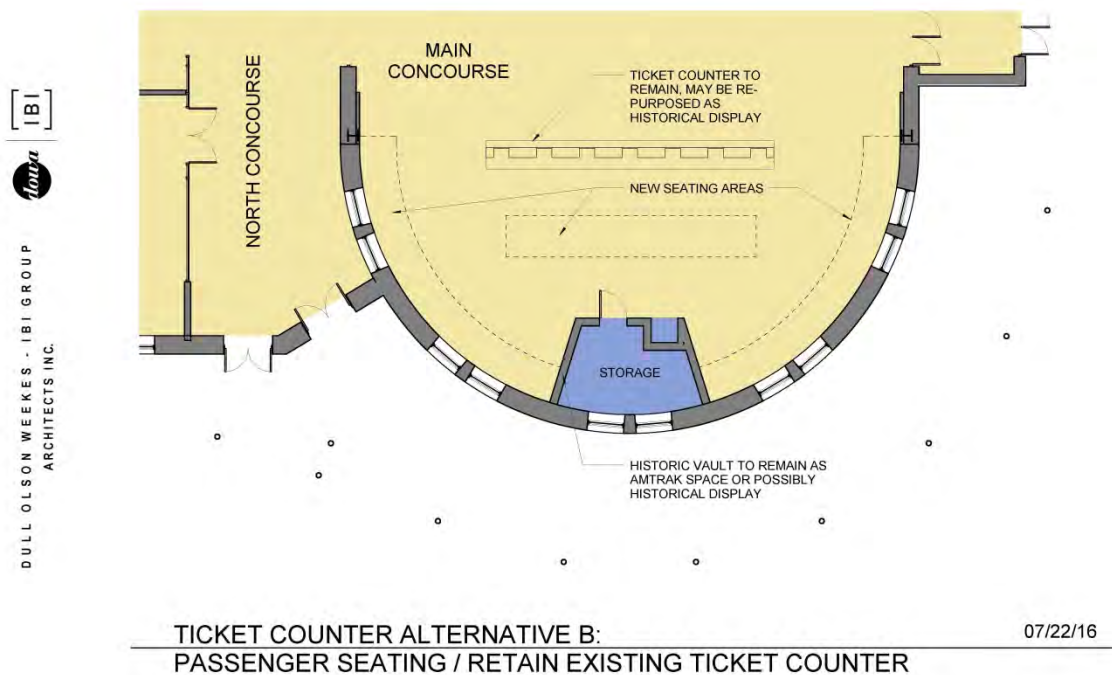 [IBI]
dowa
DULL OLSON WEEKES - IBI GROUP
ARCHITECTS INC.
NORTH CONCOURSE
MAIN
CONCOURSE
TICKET COUNTER TO
REMAIN, MAY BE RE-
PURPOSED AS
HISTORICAL DISPLAY
NEW SEATING AREAS
STORAGE
HISTORIC VAULT TO REMAIN AS
AMTRAK SPACE OR POSSIBLY
HISTORICAL DISPLAY
TICKET COUNTER ALTERNATIVE B:
07/22/16
PASSENGER SEATING / RETAIN EXISTING TICKET COUNTER